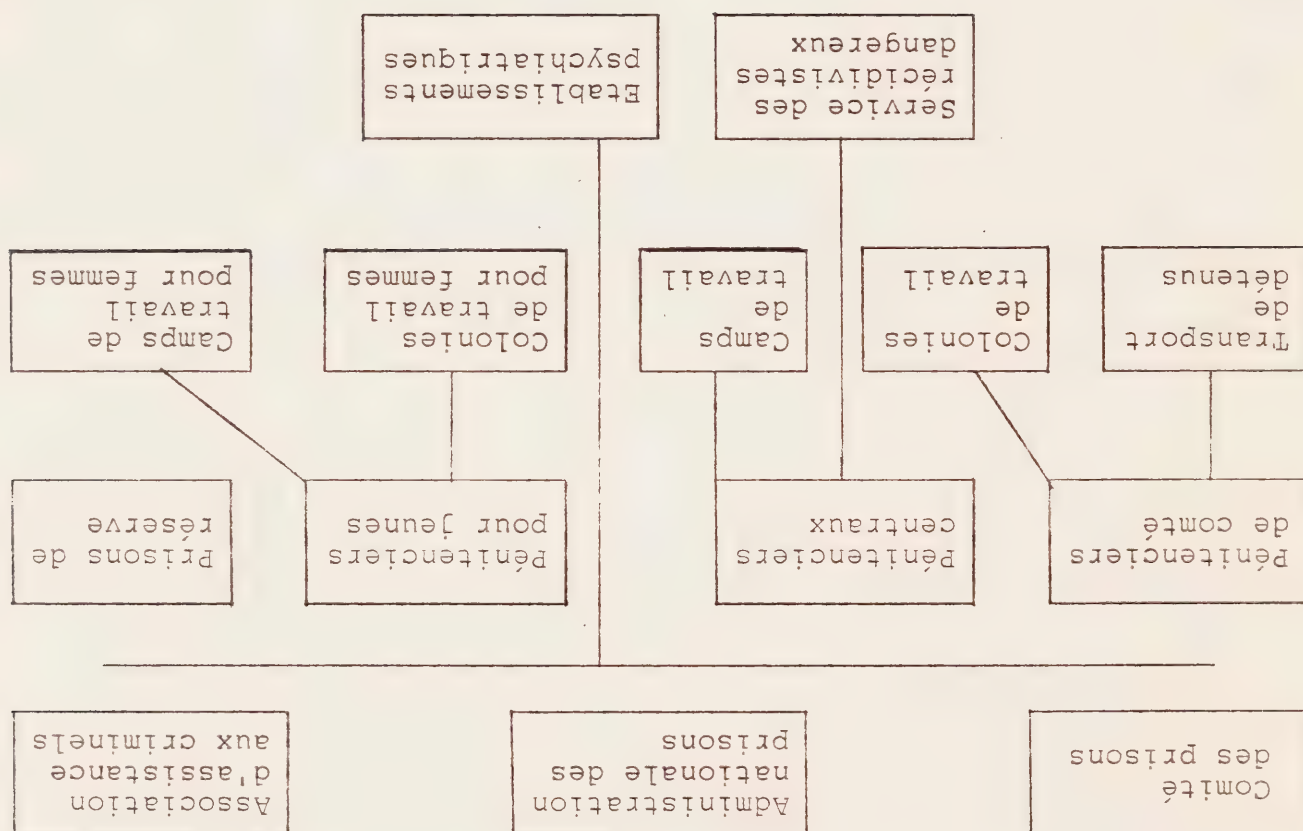 Comité
des prisons
Administration
nationale des
prisons
Association
d'assistance
aux criminels
Pénitenciers
de comté
Pénitenciers
centraux
Pénitenciers
pour jeunes
Prisons de
réserve
Transport
de
détenus
Colonies
de
travail
Camps
de
travail
Colonies
de travail
pour femmes
Camps de
travail
pour femmes
Service des
récidivistes
dangereux
Etablissements
psychiatriques